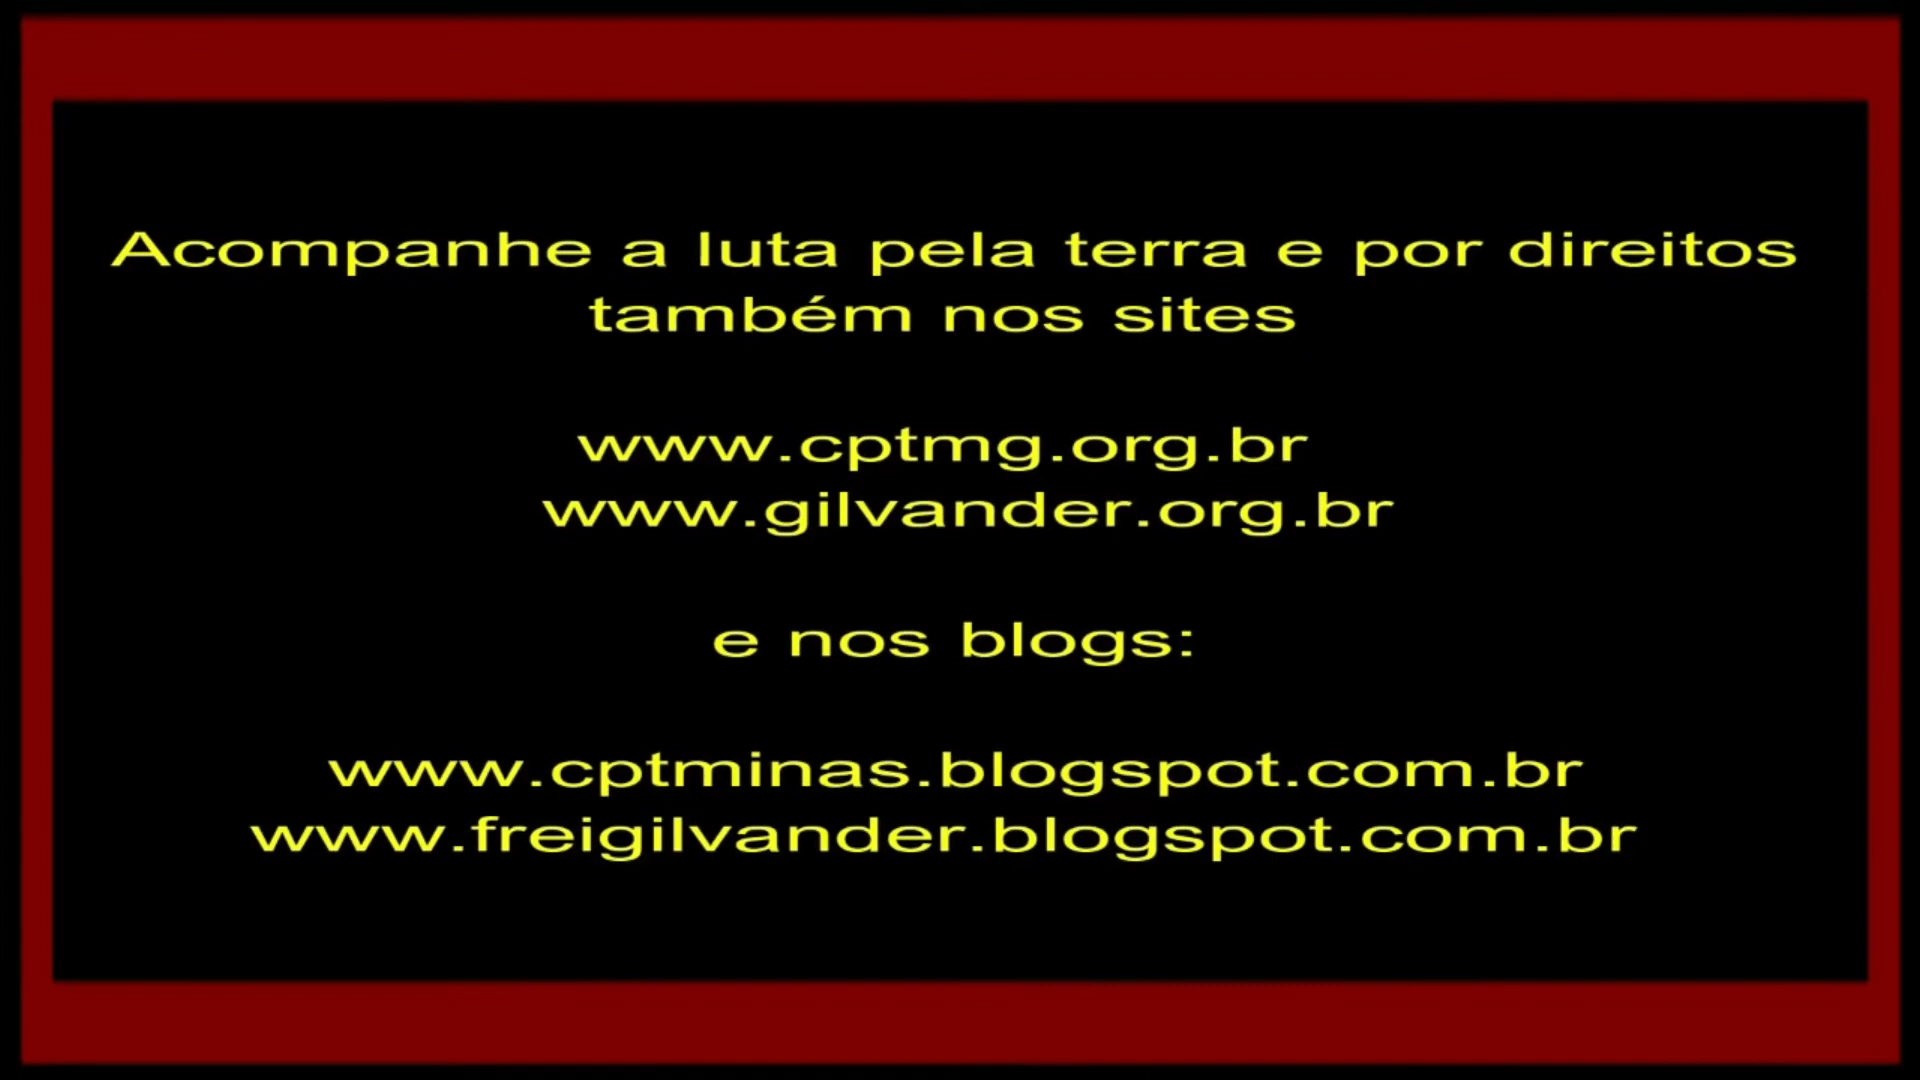 Acompanhe a luta pela terra e por direitos
também nos sites
www.cptmg.org.br
www.gilvander.org.br
e nos blogs:
www.cptminas.blogspot.com.br
www.freigilvander.blogspot.com.br